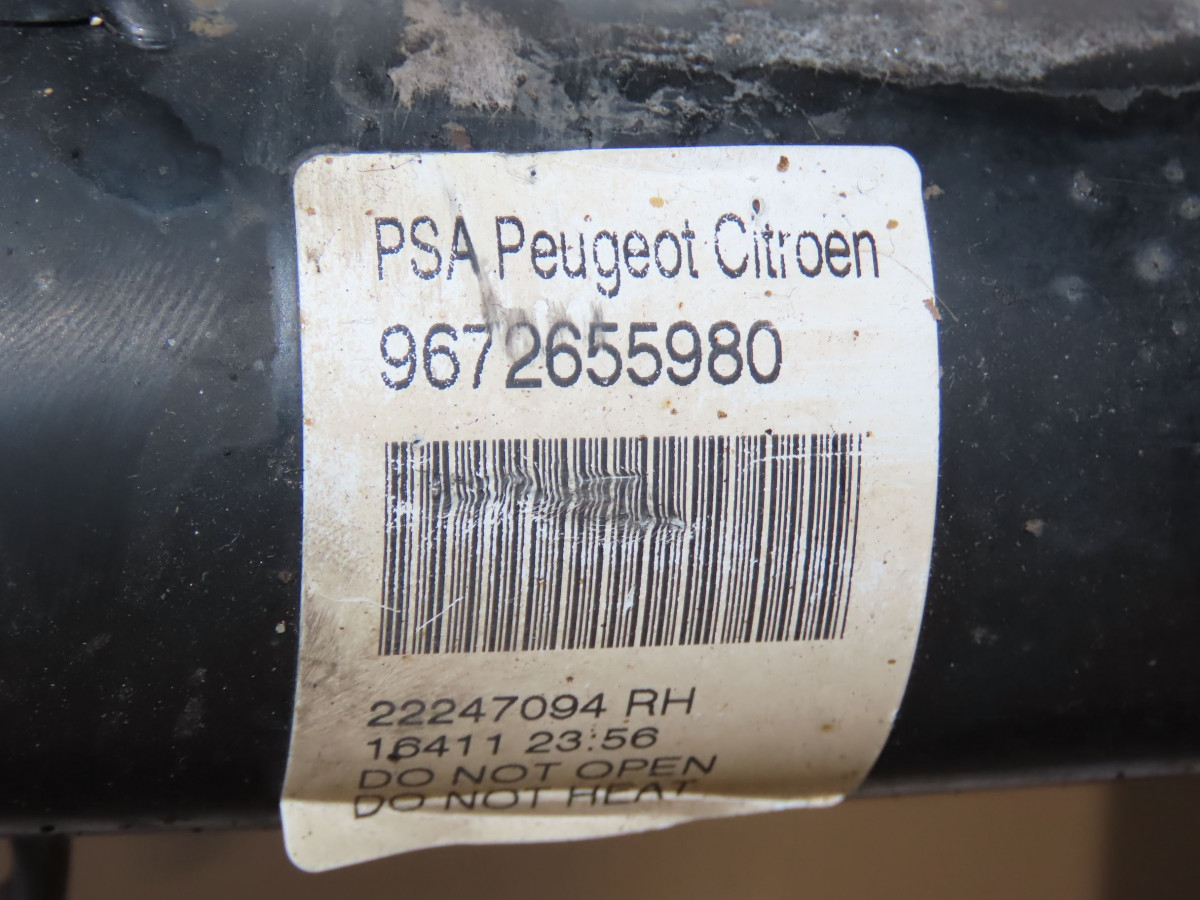 PSA Peugeot Citroen
9672655980
22247094 RH
16411 23:56
DO NOT OPEN
DO NOT HEAT